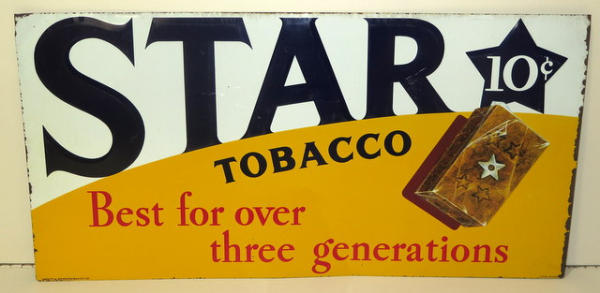 STAR
10¢
TOBACCO
Best for over
three generations